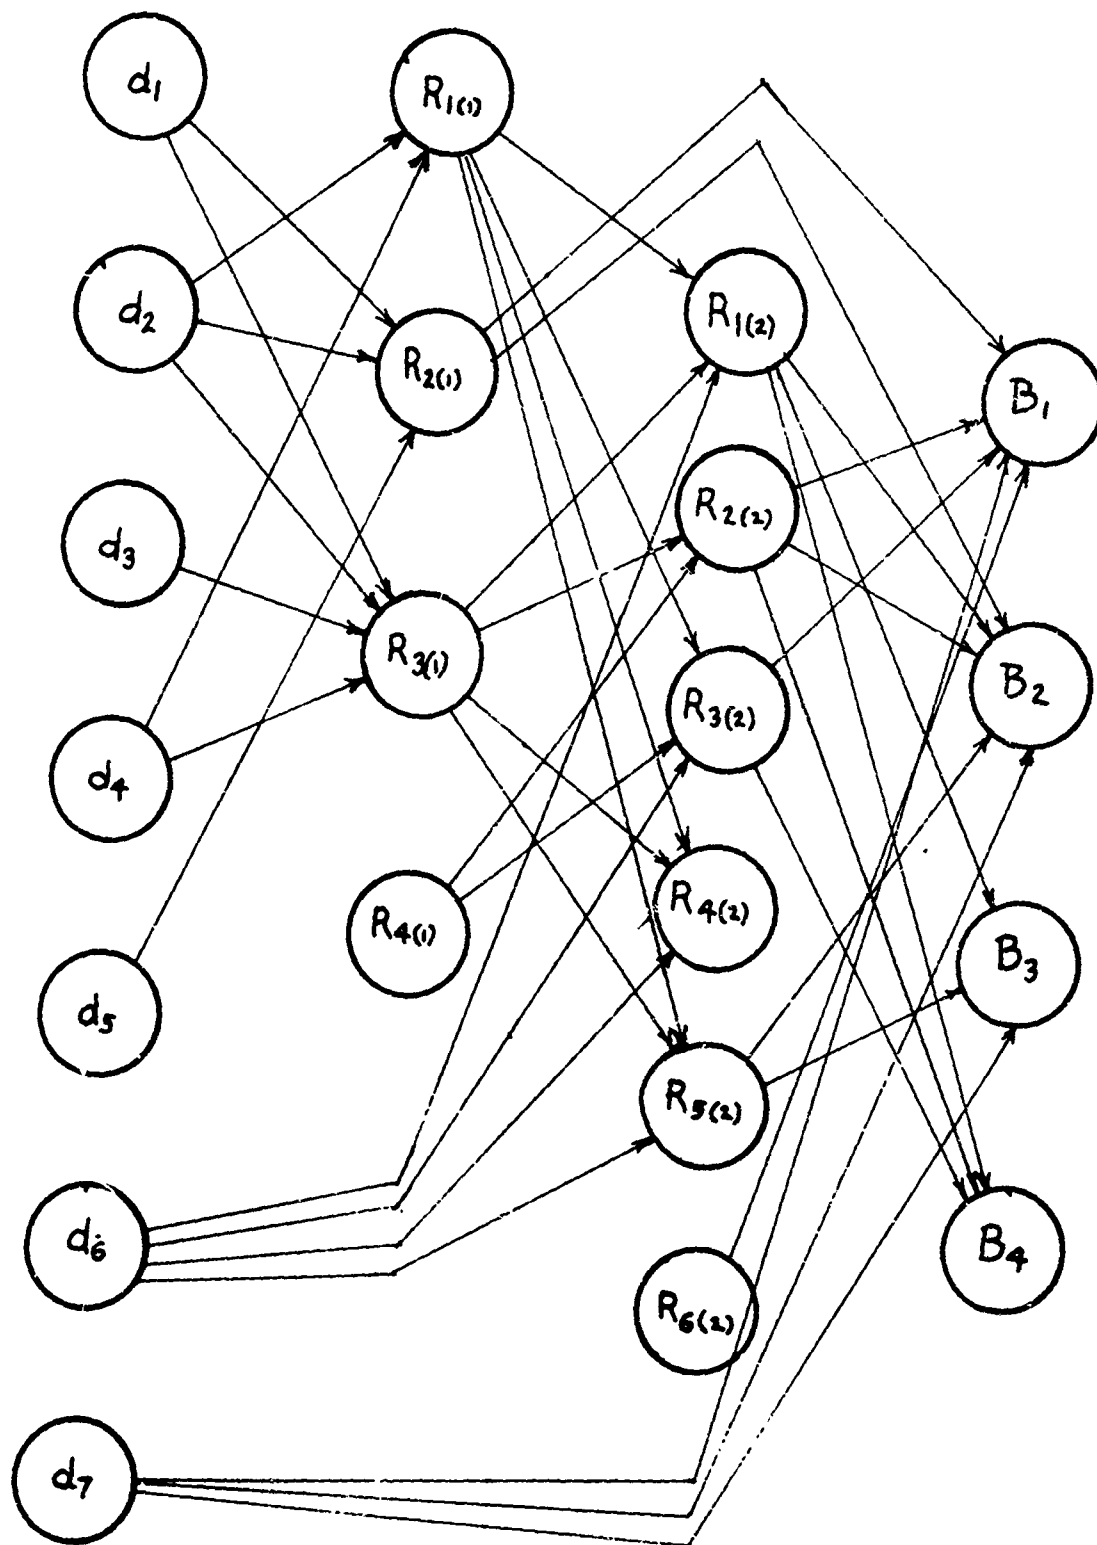 d1
d2
d3
d4
d5
d6
d7
R1(1)
R2(1)
R3(1)
R4(1)
R1(2)
R2(2)
R3(2)
R4(2)
R5(2)
R6(2)
B1
B2
B3
B4